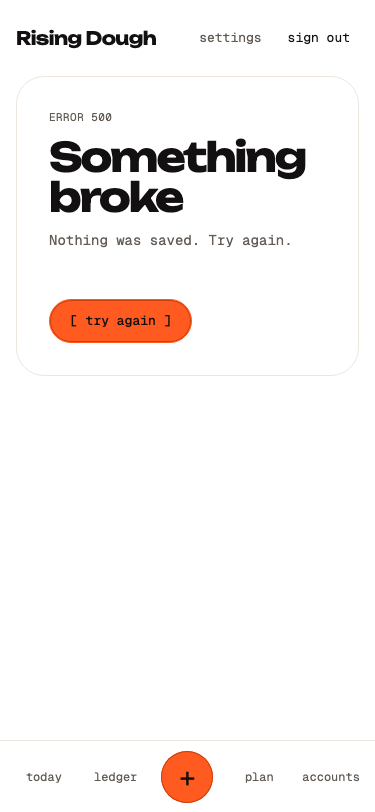 Rising Dough
settings
sign out
ERROR 500
Something
broke
Nothing was saved. Try again.
[ try again ]
today
ledger
+
plan
accounts